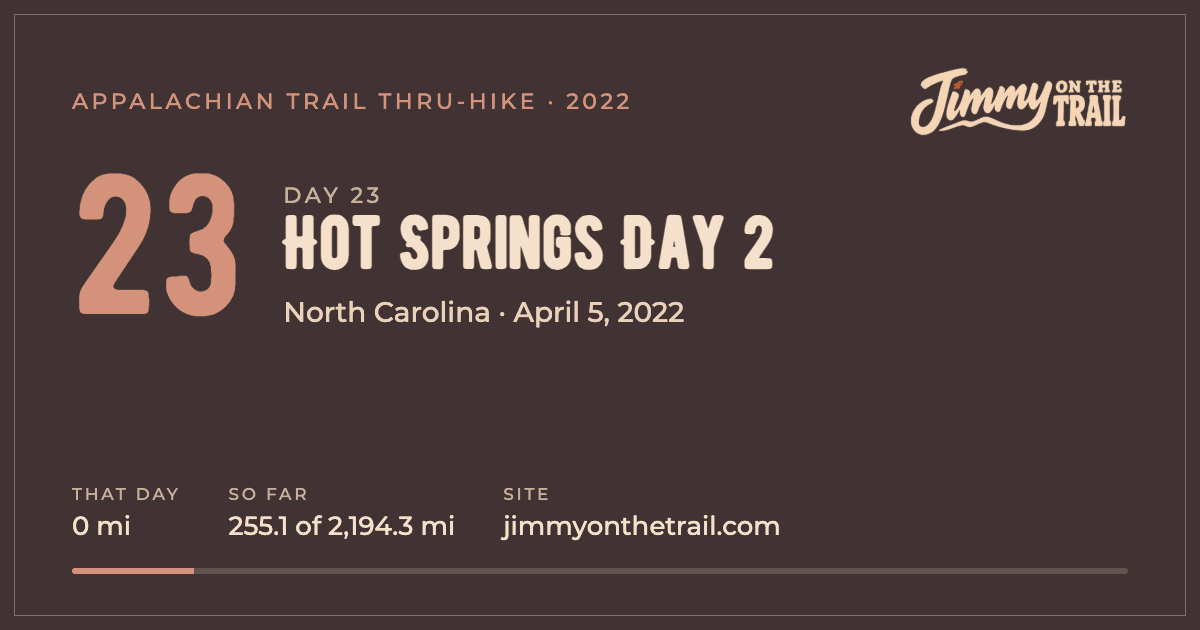 APPALACHIAN TRAIL THRU-HIKE · 2022
Jimmy ON THE TRAIL
23
DAY 23
HOT SPRINGS DAY 2
North Carolina · April 5, 2022
THAT DAY
0 mi
SO FAR
255.1 of 2,194.3 mi
SITE
jimmyonthetrail.com